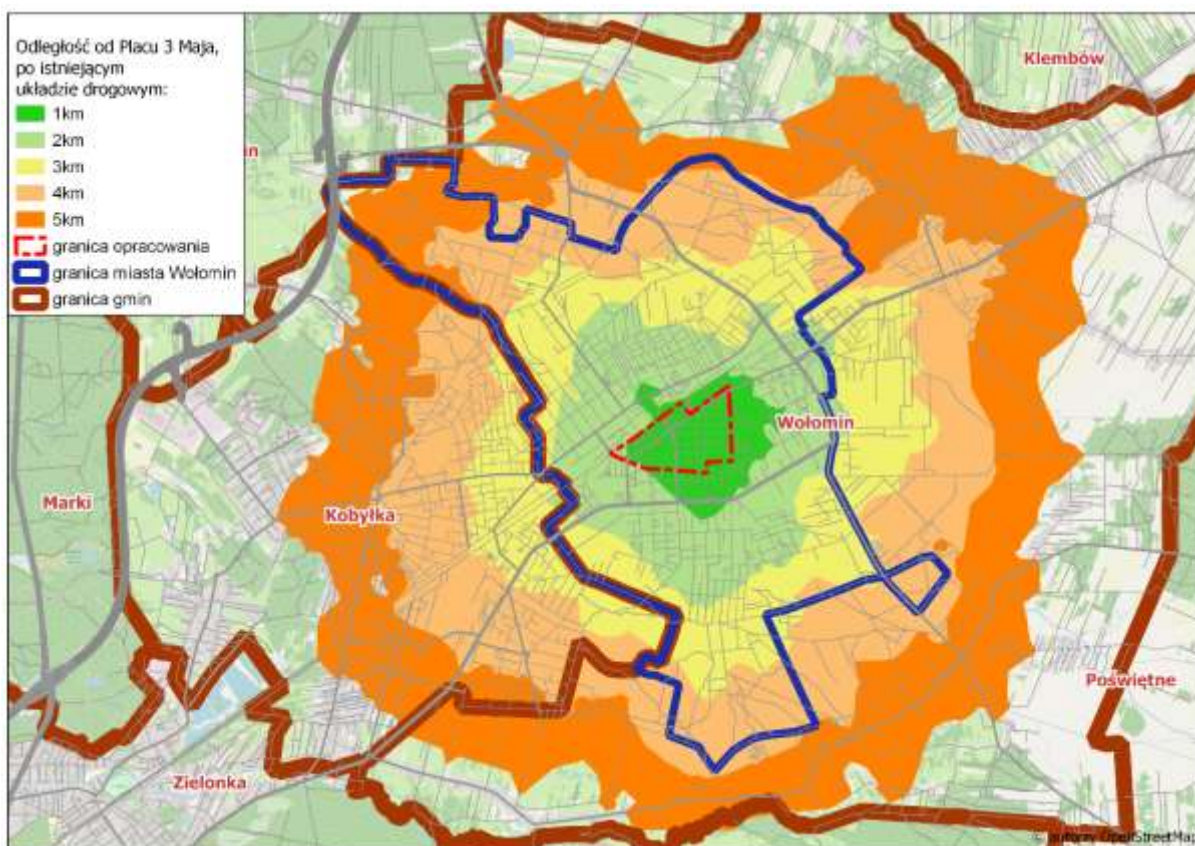 Odległość od Placu 3 Maja,
po istniejącym
układzie drogowym:
1km
2km
3km
4km
5km
granica opracowania
granica miasta Wołomin
granica gmin
Klembów
Wołomin
Marki
Kobyłka
Poświętne
Zielonka
© autorzy OpenStreetMap